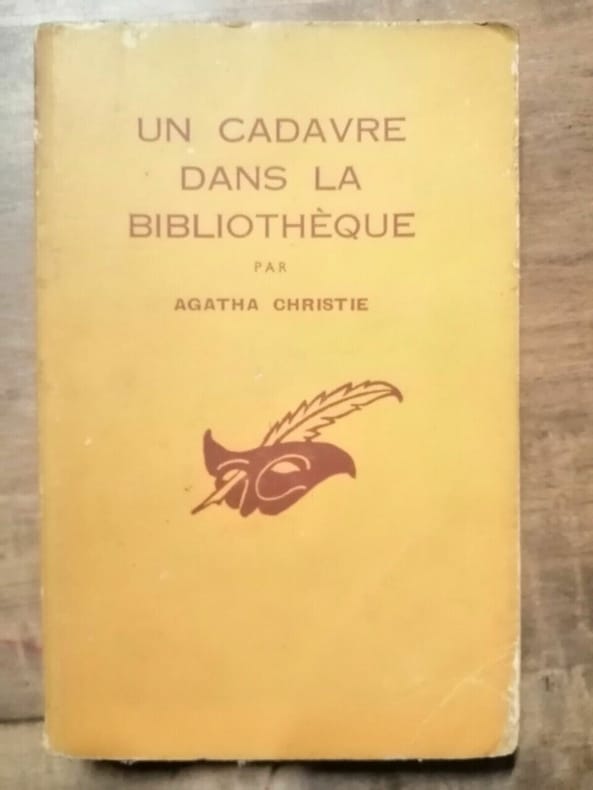 UN CADAVRE
DANS LA
BIBLIOTHÈQUE
PAR
AGATHA CHRISTIE